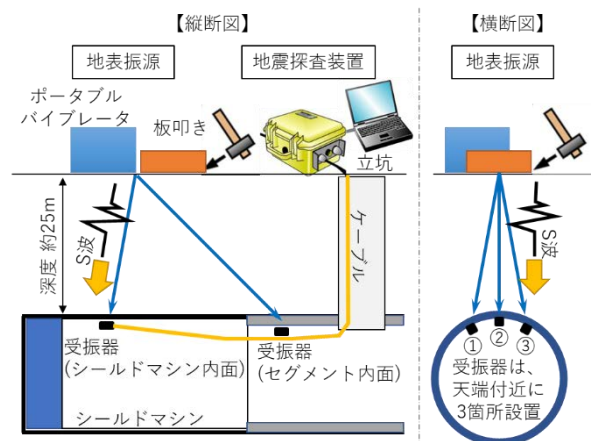 【縦断図】
地表振源
地震探査装置
ポータブル
バイブレータ
板叩き
立坑
ケーブル
深度 約25m
S波
受振器
(シールドマシン内面)
受振器
(セグメント内面)
シールドマシン
【横断図】
地表振源
S波
① ② ③
受振器は、
天端付近に
3箇所設置